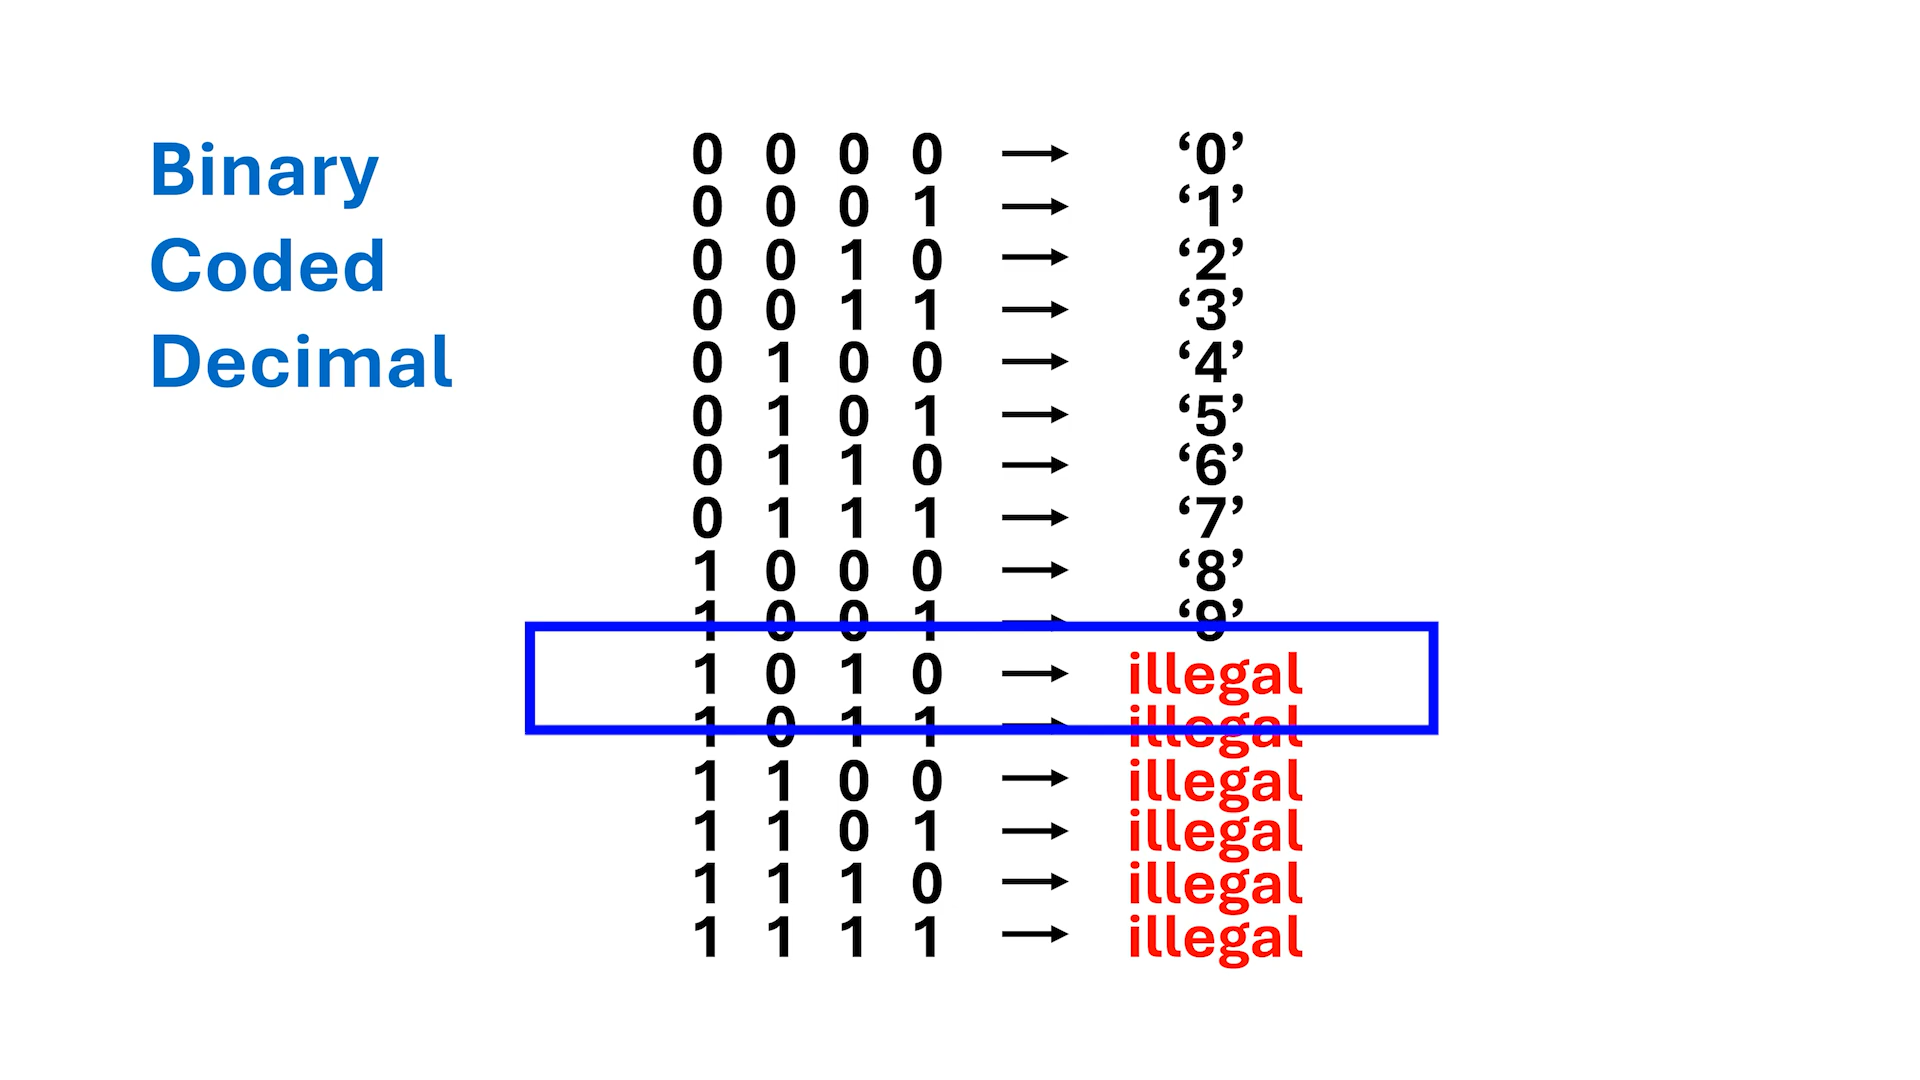 Binary
Coded
Decimal
0 0 0 0 → ‘0’
0 0 0 1 → ‘1’
0 0 1 0 → ‘2’
0 0 1 1 → ‘3’
0 1 0 0 → ‘4’
0 1 0 1 → ‘5’
0 1 1 0 → ‘6’
0 1 1 1 → ‘7’
1 0 0 0 → ‘8’
1 0 0 1 → ‘9’
1 0 1 0 → illegal
1 0 1 1 → illegal
1 1 0 0 → illegal
1 1 0 1 → illegal
1 1 1 0 → illegal
1 1 1 1 → illegal